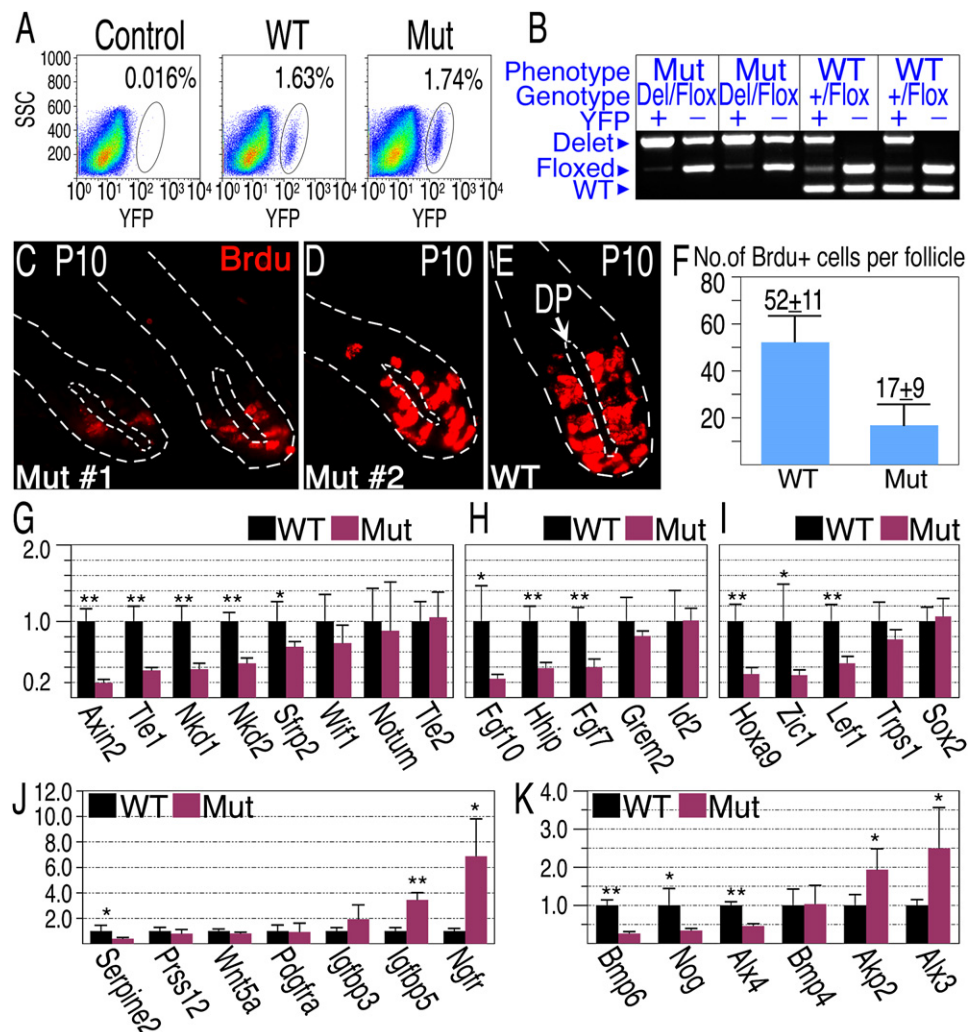 A
Control
WT
Mut
0.016%
1.63%
1.74%
SSC
1000
800
600
400
200
10⁰ 10¹ 10² 10³ 10⁴
10⁰ 10¹ 10² 10³ 10⁴
10⁰ 10¹ 10² 10³ 10⁴
YFP
YFP
YFP
B
Phenotype Mut Mut WT WT
Genotype Del/Flox Del/Flox +/Flox +/Flox
YFP + − + − + − + −
Delet
Floxed
WT
C P10 Brdu
Mut #1
D P10
Mut #2
E P10
DP
WT
F No.of Brdu+ cells per follicle
80
60
40
20
52±11
17±9
WT Mut
G
WT Mut
2.0
1.0
0.2
** ** ** ** *
Axin2 Tle1 Nkd1 Nkd2 Sfrp2 Wif1 Notum Tle2
H
WT Mut
* ** **
Fgf10 Hhip Fgf7 Grem2 Id2
I
WT Mut
** * **
Hoxa9 Zic1 Lef1 Trps1 Sox2
J
WT Mut
12.0
10.0
8.0
6.0
4.0
2.0
* ** *
Serpine2 Prss12 Wnt5a Pdgfra Igfbp3 Igfbp5 Ngfr
K
WT Mut
4.0
3.0
2.0
1.0
** * ** * *
Bmp6 Nog Alx4 Bmp4 Akp2 Alx3